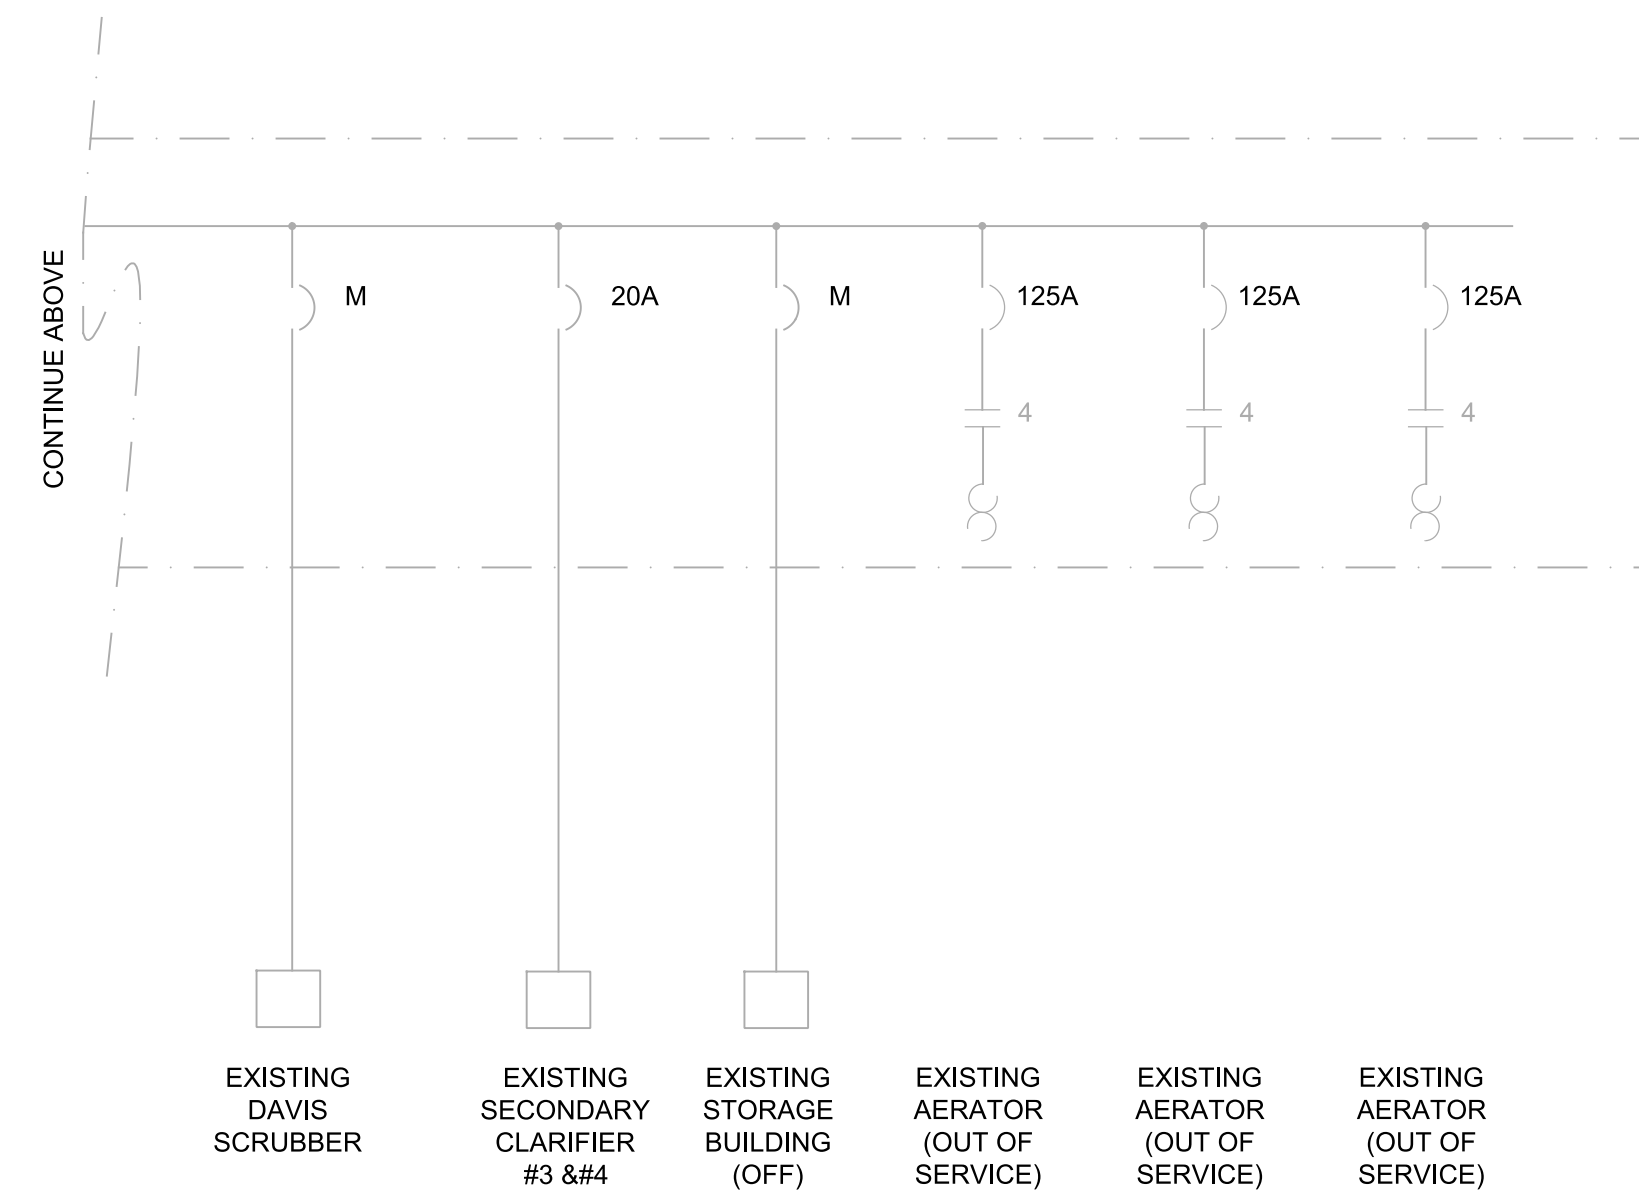 CONTINUE ABOVE
M
20A
M
125A
125A
125A
4
4
4
EXISTING
DAVIS
SCRUBBER
EXISTING
SECONDARY
CLARIFIER
#3 &#4
EXISTING
STORAGE
BUILDING
(OFF)
EXISTING
AERATOR
(OUT OF
SERVICE)
EXISTING
AERATOR
(OUT OF
SERVICE)
EXISTING
AERATOR
(OUT OF
SERVICE)